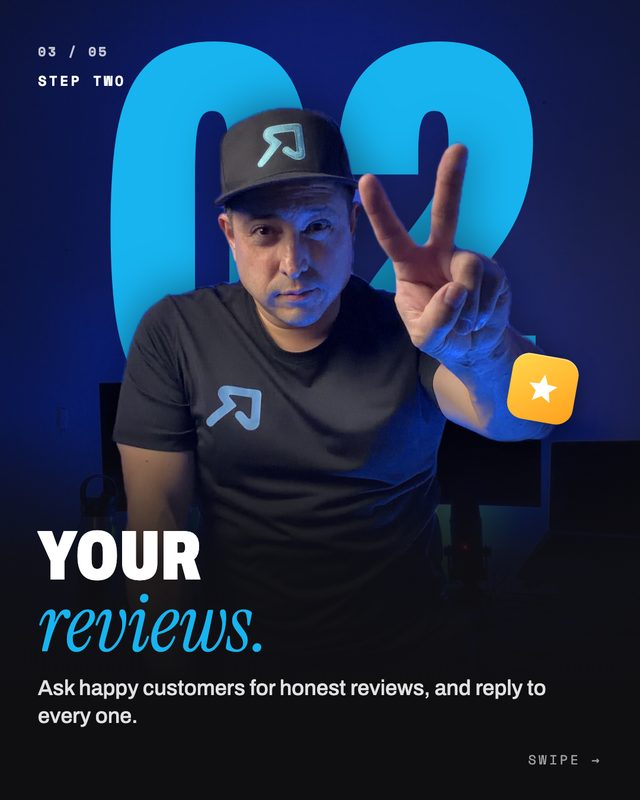 03 / 05
STEP TWO
02
YOUR
reviews.
Ask happy customers for honest reviews, and reply to
every one.
SWIPE →